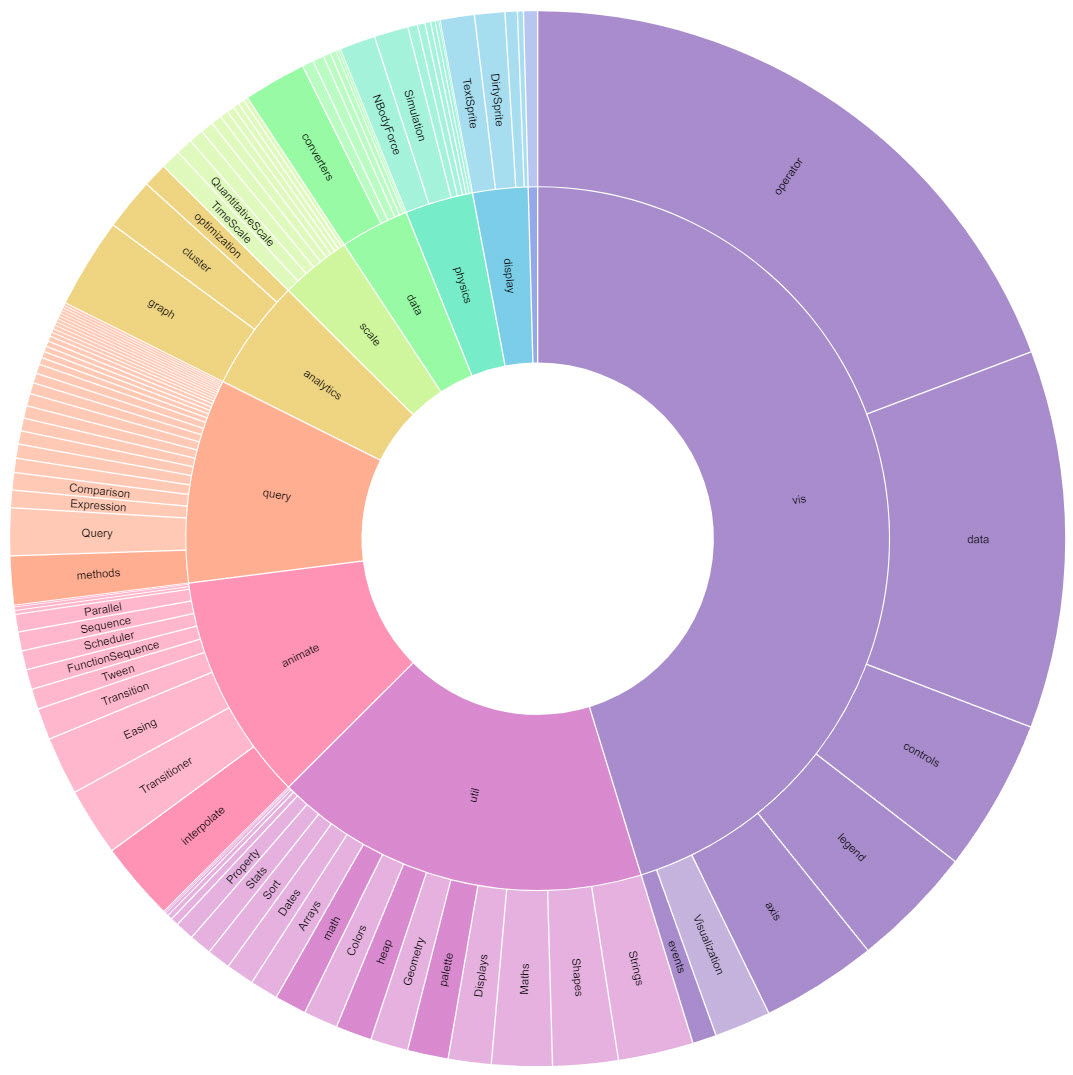 vis
operator
data
controls
legend
axis
Visualization
events
util
Strings
Shapes
Maths
Displays
palette
Geometry
heap
Colors
math
Arrays
Dates
Sort
Stats
Property
animate
interpolate
Transitioner
Easing
Transition
Tween
FunctionSequence
Scheduler
Sequence
Parallel
query
methods
Query
Expression
Comparison
analytics
graph
cluster
optimization
scale
TimeScale
QuantitativeScale
data
converters
physics
NBodyForce
Simulation
display
TextSprite
DirtySprite